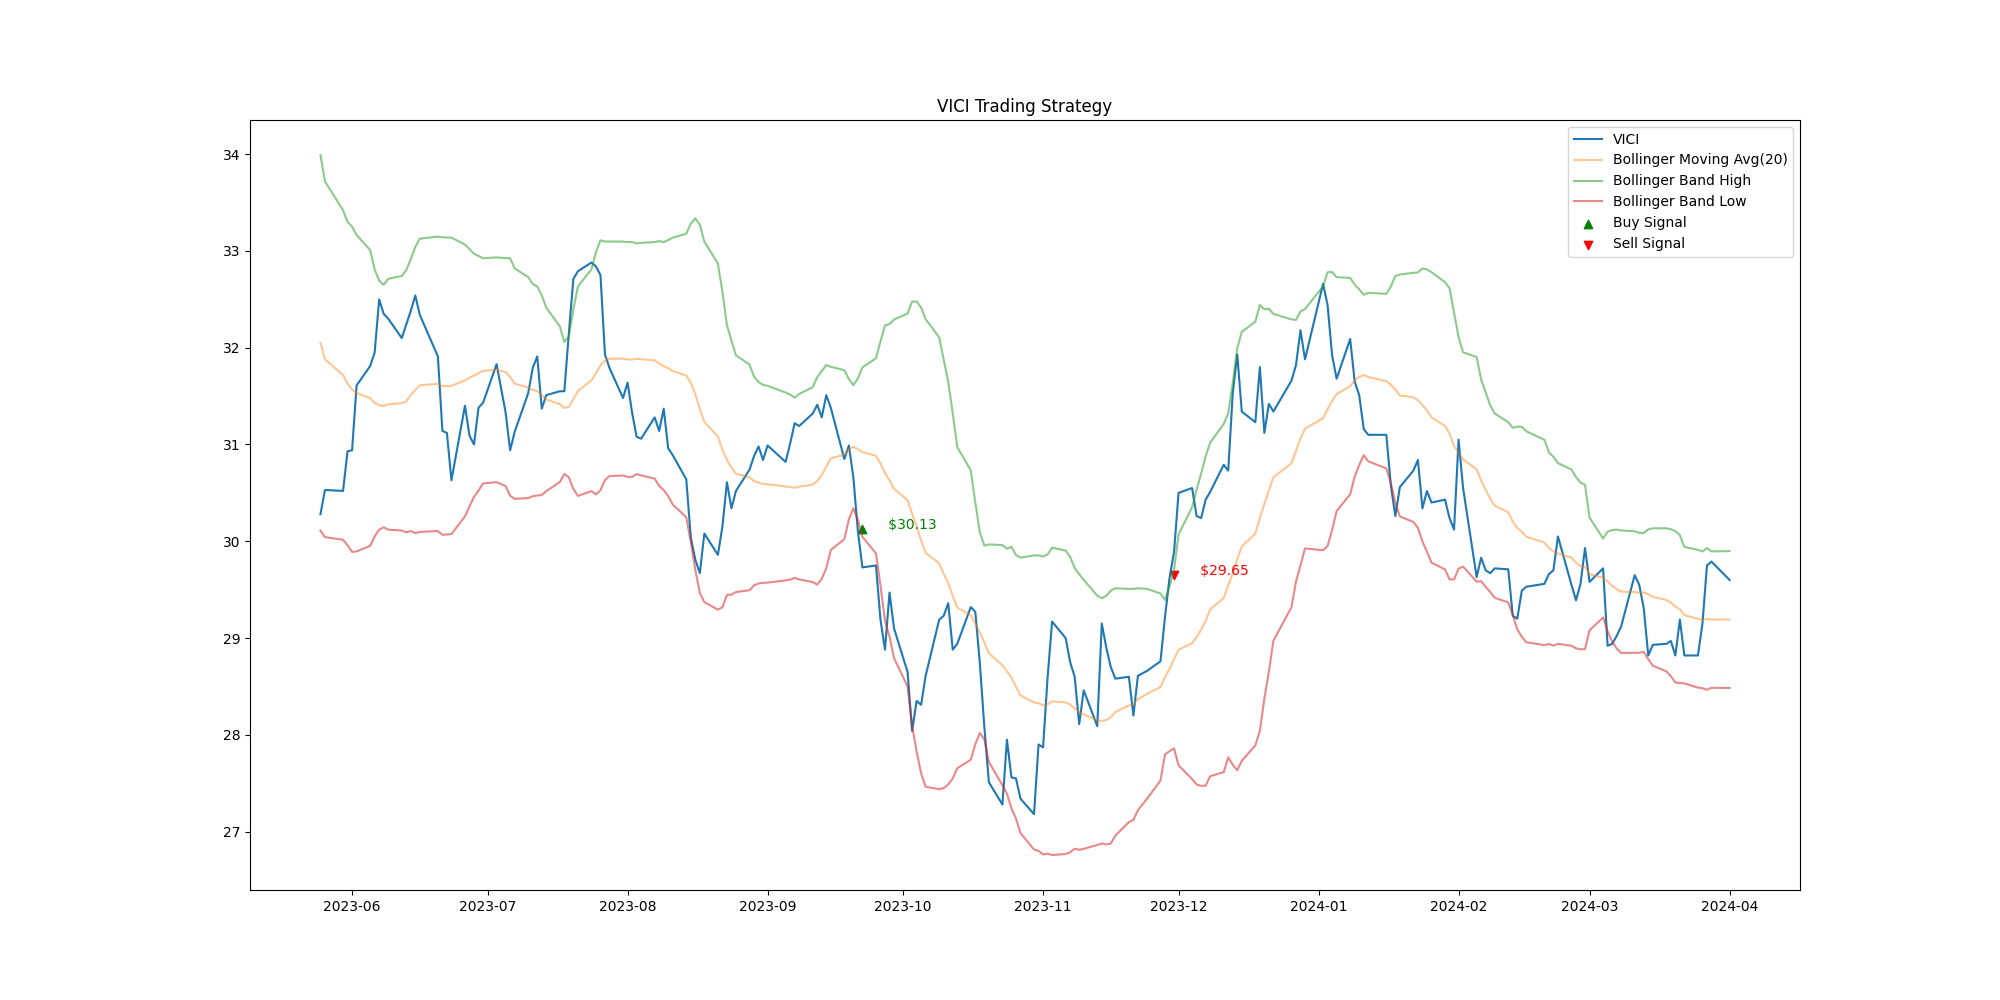 VICI Trading Strategy
34
33
32
31
30
29
28
27
VICI
Bollinger Moving Avg(20)
Bollinger Band High
Bollinger Band Low
Buy Signal
Sell Signal
$30.13
$29.65
2023-06 2023-07 2023-08 2023-09 2023-10 2023-11 2023-12 2024-01 2024-02 2024-03 2024-04